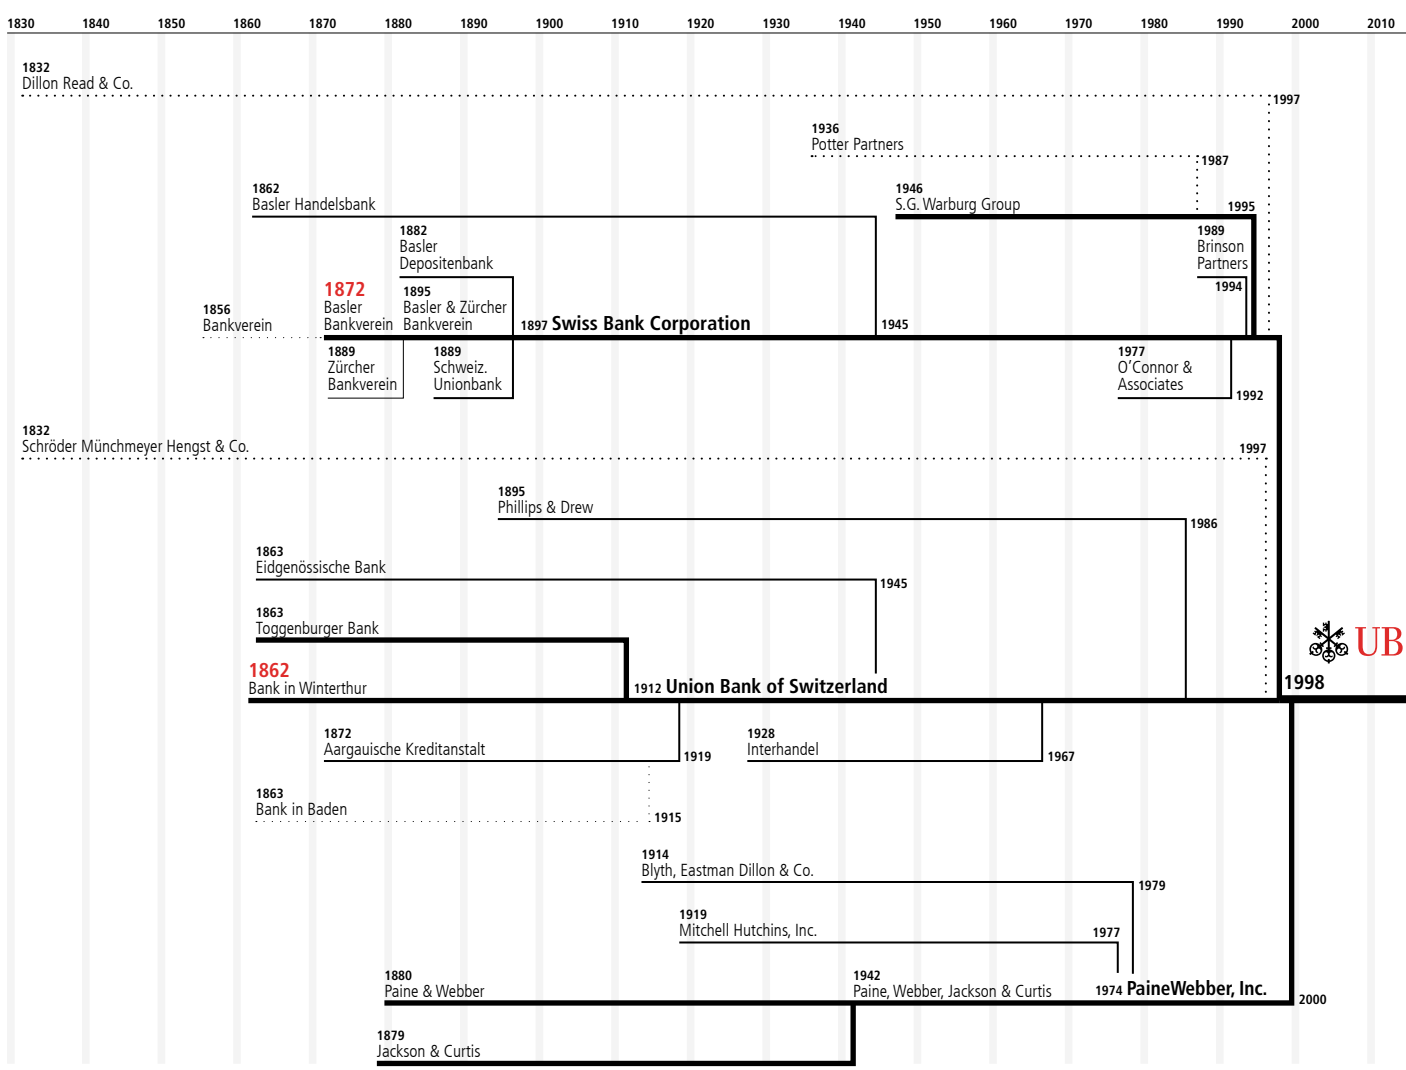 1830 1840 1850 1860 1870 1880 1890 1900 1910 1920 1930 1940 1950 1960 1970 1980 1990 2000 2010
1832
Dillon Read & Co.
1997
1936
Potter Partners
1987
1862
Basler Handelsbank
1946
S.G. Warburg Group
1995
1882
Basler
Depositenbank
1989
Brinson
Partners
1994
1856
Bankverein
1872
Basler
Bankverein
1895
Basler & Zürcher
Bankverein
1897 Swiss Bank Corporation
1945
1889
Zürcher
Bankverein
1889
Schweiz.
Unionbank
1977
O'Connor &
Associates
1992
1832
Schröder Münchmeyer Hengst & Co.
1997
1895
Phillips & Drew
1986
1863
Eidgenössische Bank
1945
1863
Toggenburger Bank
UB
1862
Bank in Winterthur
1912 Union Bank of Switzerland
1998
1872
Aargauische Kreditanstalt
1919
1928
Interhandel
1967
1863
Bank in Baden
1915
1914
Blyth, Eastman Dillon & Co.
1979
1919
Mitchell Hutchins, Inc.
1977
1880
Paine & Webber
1942
Paine, Webber, Jackson & Curtis
1974 PaineWebber, Inc.
2000
1879
Jackson & Curtis